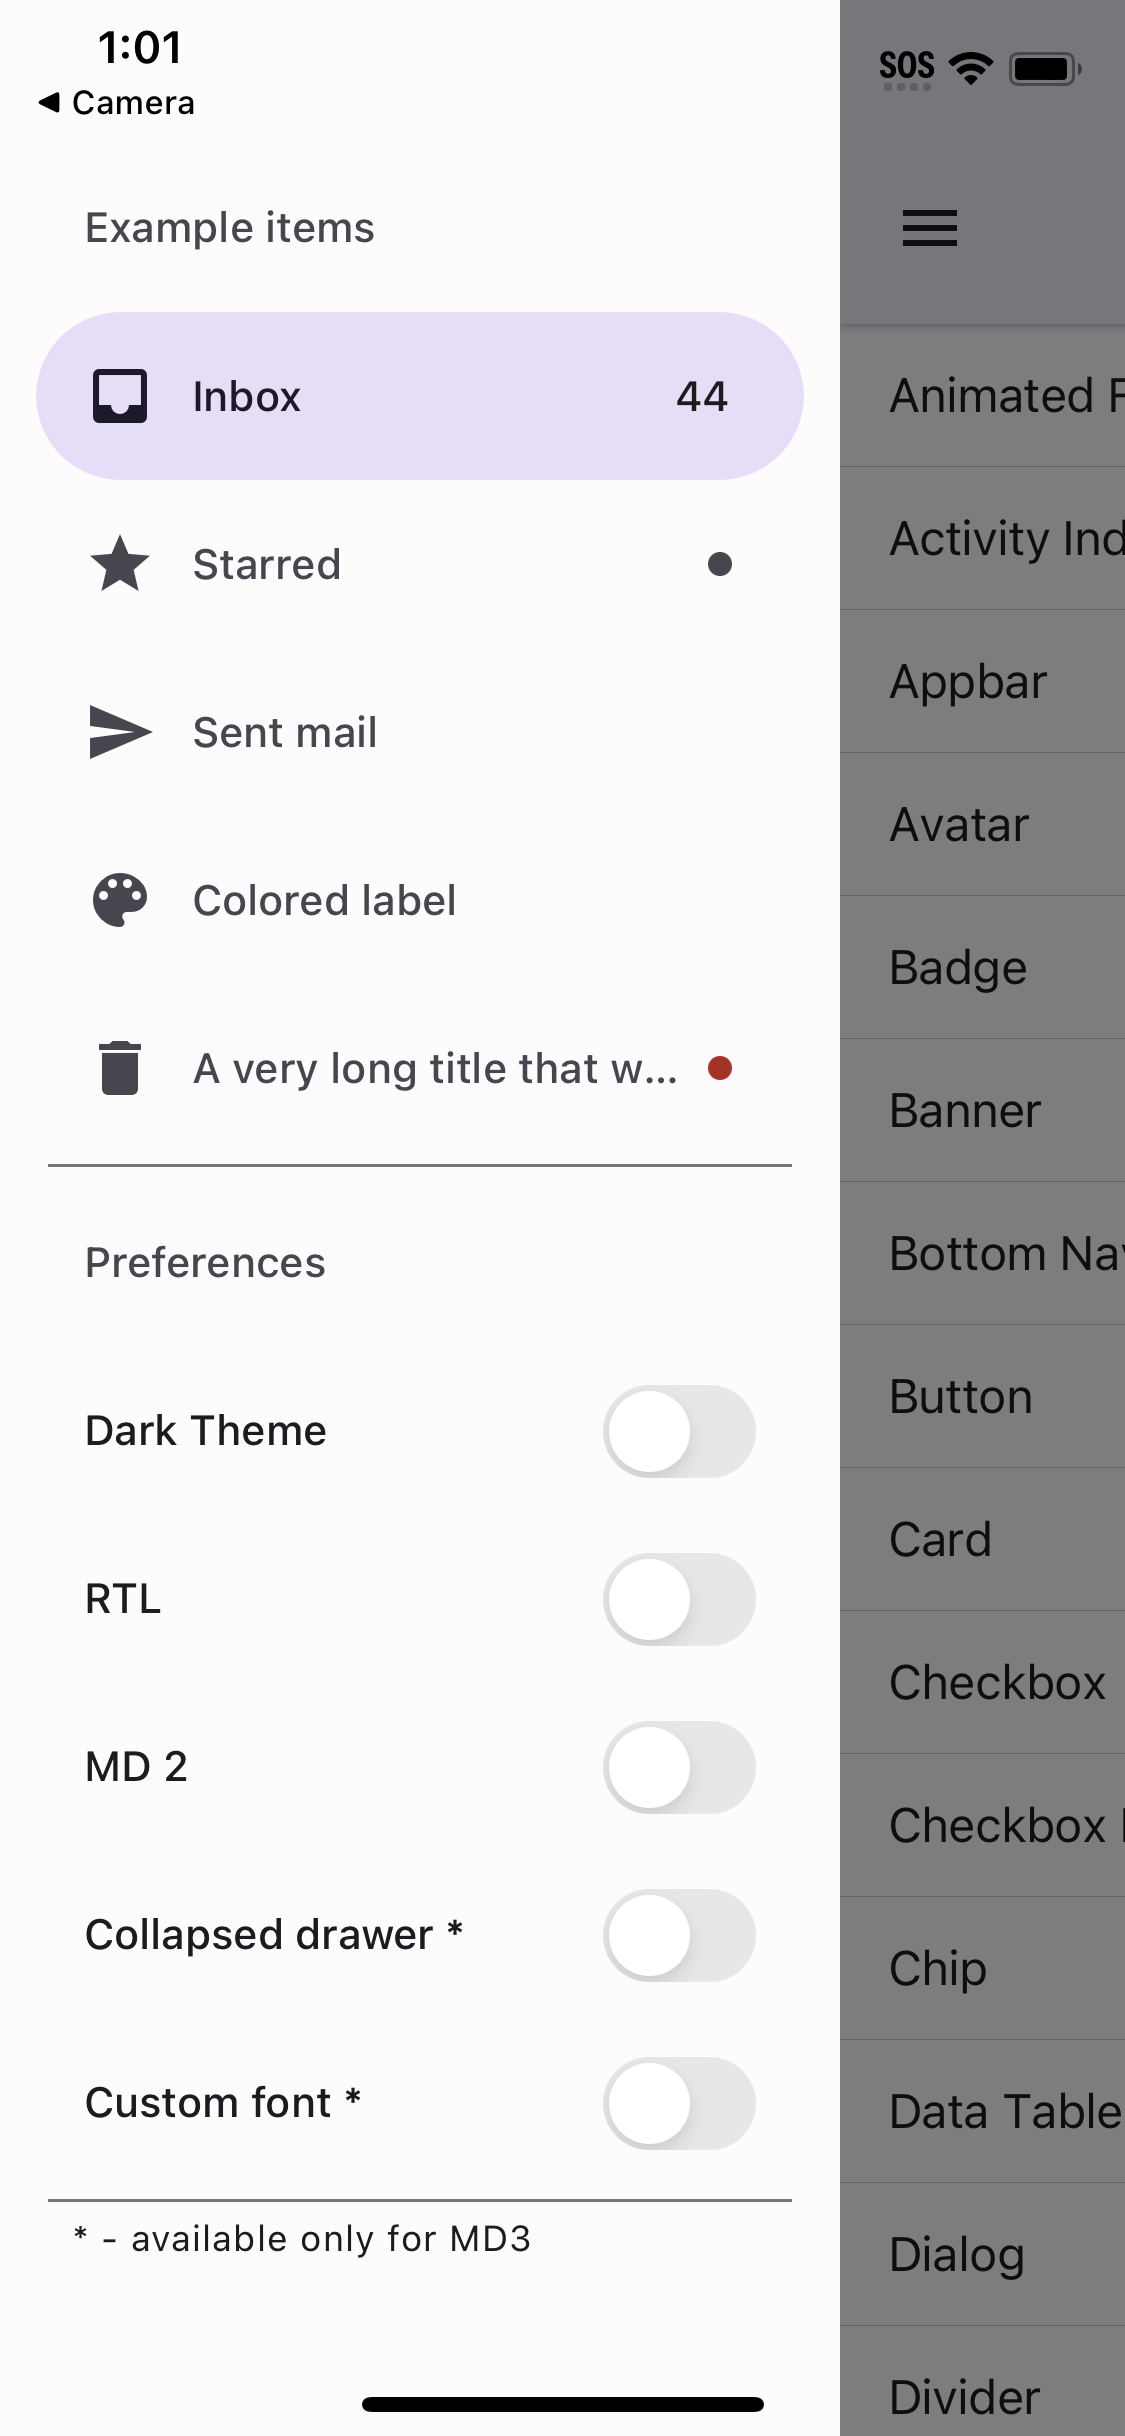 1:01
Camera
SOS
Example items
Inbox 44
Starred
Sent mail
Colored label
A very long title that w...
Preferences
Dark Theme
RTL
MD 2
Collapsed drawer *
Custom font *
* - available only for MD3
Animated
Activity Ind
Appbar
Avatar
Badge
Banner
Bottom Nav
Button
Card
Checkbox
Checkbox
Chip
Data Table
Dialog
Divider